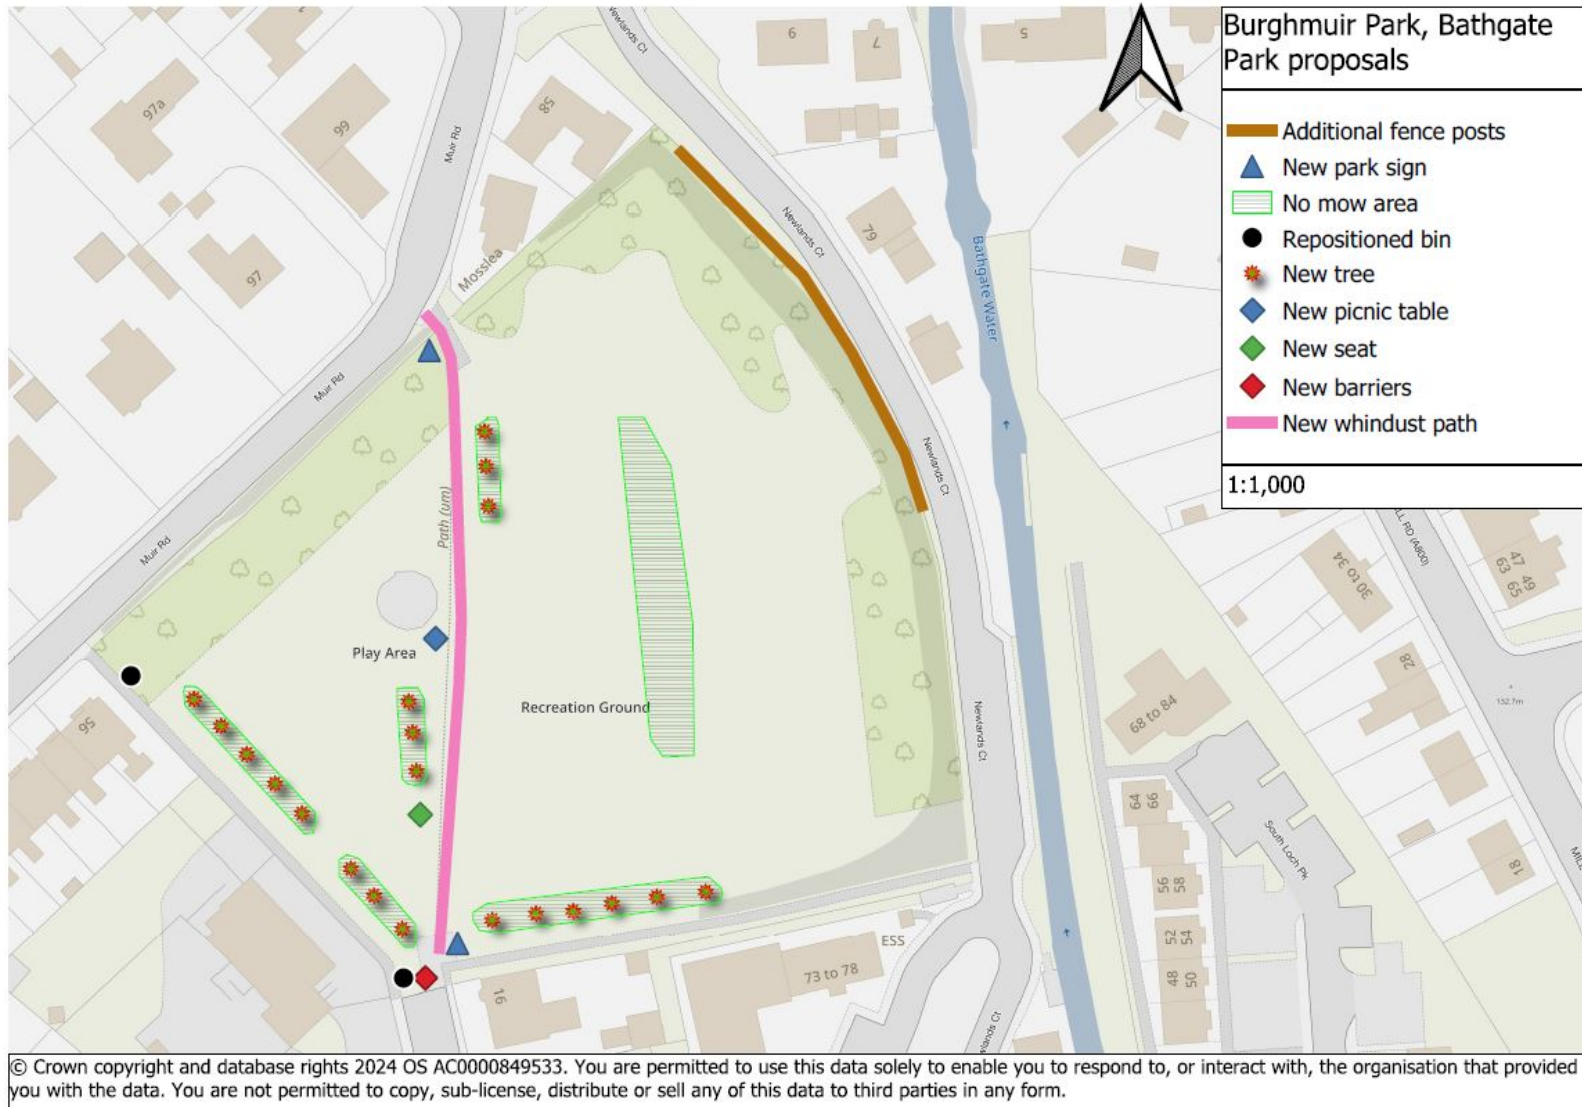 Burghmuir Park, Bathgate
Park proposals
Additional fence posts
New park sign
No mow area
Repositioned bin
New tree
New picnic table
New seat
New barriers
New whindust path
1:1,000
Newlands Ct
9
7
5
97a
99
85
Muir Rd
97
Mosslea
Newlands Ct
79
Bathgate Water
Muir Rd
Newlands Ct
Path (um)
Muir Rd
Play Area
Recreation Ground
Newlands Ct
95
30 to 34
47 49
63 65
28
132.7m
68 to 84
64
66
South Loch Pk
18
56
58
52
54
48
50
ESS
73 to 78
16
© Crown copyright and database rights 2024 OS AC0000849533. You are permitted to use this data solely to enable you to respond to, or interact with, the organisation that provided
you with the data. You are not permitted to copy, sub-license, distribute or sell any of this data to third parties in any form.